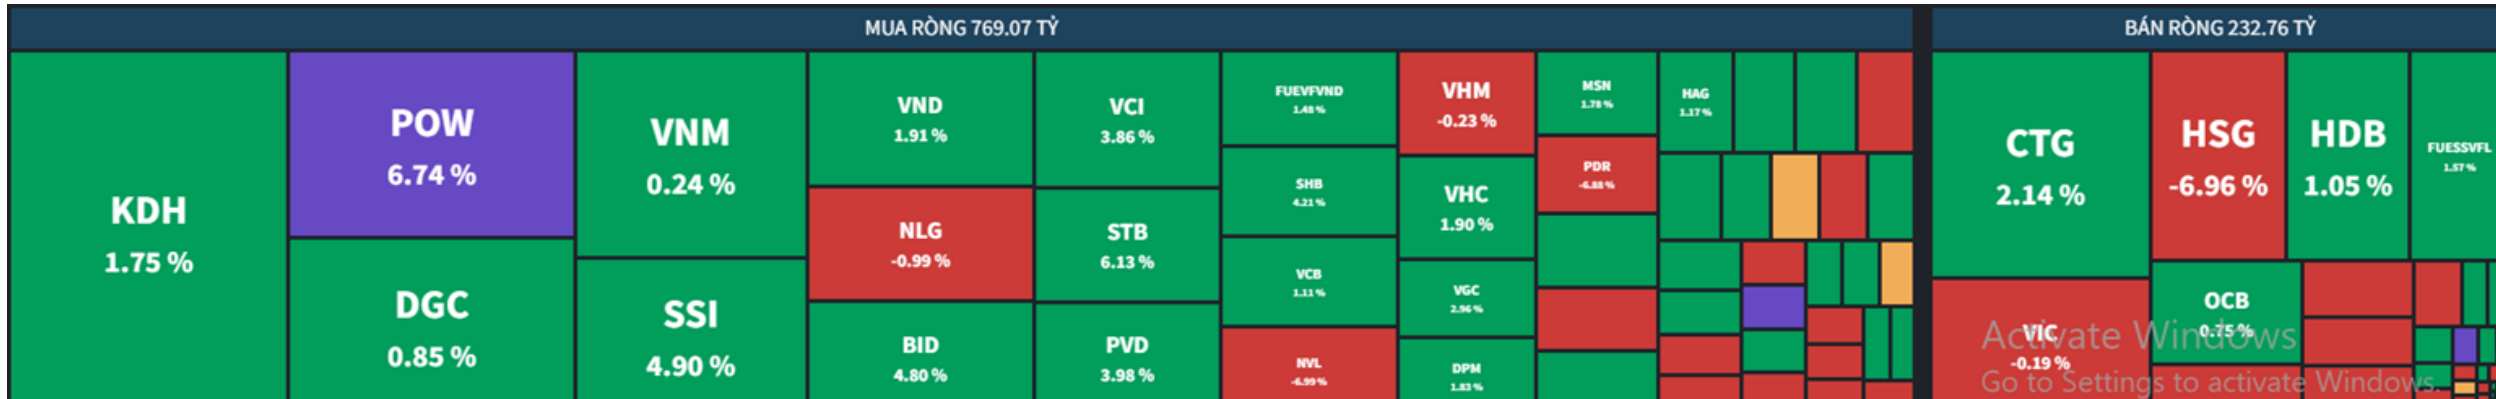 MUA RÒNG 769.07 TỶ
KDH
1.75 %
POW
6.74 %
DGC
0.85 %
VNM
0.24 %
SSI
4.90 %
VND
1.91 %
NLG
-0.99 %
BID
4.80 %
VCI
3.86 %
STB
6.13 %
PVD
3.98 %
FUEVFVND
1.48 %
SHB
4.21 %
VCB
1.11 %
NVL
-6.99 %
VHM
-0.23 %
VHC
1.90 %
VGC
2.96 %
DPM
1.83 %
MSN
1.78 %
PDR
-6.88 %
HAG
1.17 %
BÁN RÒNG 232.76 TỶ
CTG
2.14 %
VIC
-0.19 %
HSG
-6.96 %
HDB
1.05 %
FUESSVFL
1.57 %
OCB
0.75 %
Activate Windows
Go to Settings to activate Windows.